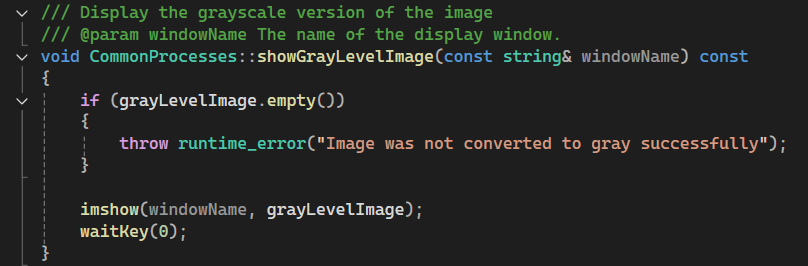 /// Display the grayscale version of the image
/// @param windowName The name of the display window.
void CommonProcesses::showGrayLevelImage(const string& windowName) const
{
    if (grayLevelImage.empty())
    {
        throw runtime_error("Image was not converted to gray successfully");
    }

    imshow(windowName, grayLevelImage);
    waitKey(0);
}